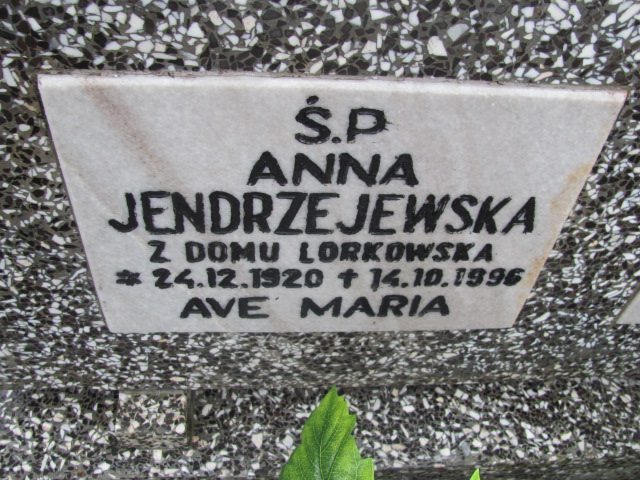 Ś.P
ANNA
JENDRZEJEWSKA
Z DOMU LORKOWSKA
* 24.12.1920 ✝ 14.10.1996
AVE MARIA